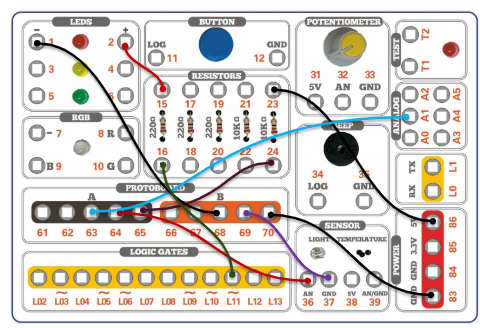 LEDS
- +
1 2
3 4
5 6
RGB
- 7 8 R
B 9 10 G
BUTTON
LOG GND
11 12
RESISTORS
15 17 19 21 23
220Ω 220Ω 220Ω 10KΩ 10KΩ
16 18 20 22 24
POTENTIOMETER
31 32 33
5V AN GND
BEEP
34 35
LOG GND
TEST
T2
T1
ANALOG
A2 A5
A1 A4
A0 A3
TX L1
RX L0
PROTOBOARD
A B
61 62 63 64 65 66 67 68 69 70
LOGIC GATES
~ ~ ~ ~ ~ ~
L02 L03 L04 L05 L06 L07 L08 L09 L10 L11 L12 L13
SENSOR
LIGHT TEMPERATURE
AN GND 5V AN/GND
36 37 38 39
POWER
5V 86
3.3V 85
GND 84
GND 83